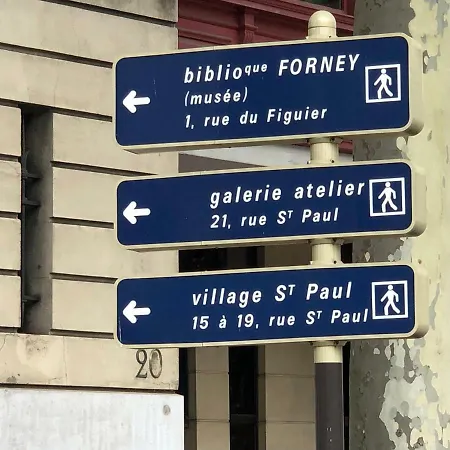 biblioque FORNEY
(musée)
1, rue du Figuier
galerie atelier
21, rue ST Paul
village ST Paul
15 à 19, rue ST Paul
20